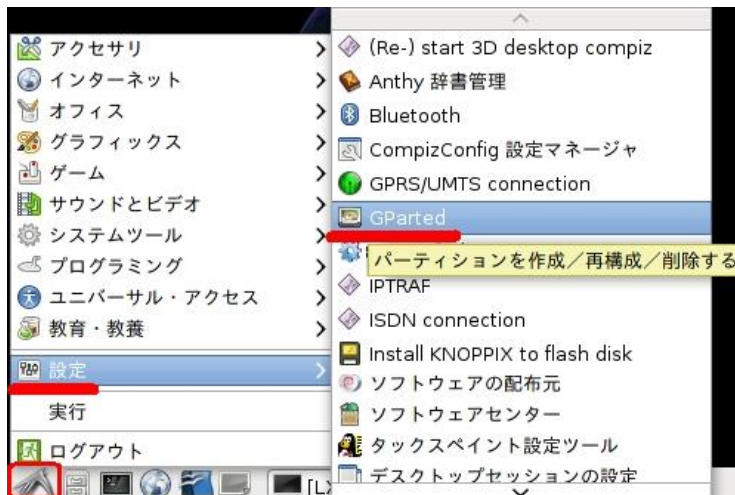 アクセサリ
インターネット
オフィス
グラフィックス
ゲーム
サウンドとビデオ
システムツール
プログラミング
ユニバーサル・アクセス
教育・教養
設定
実行
ログアウト
(Re-) start 3D desktop compiz
Anthy 辞書管理
Bluetooth
CompizConfig 設定マネージャ
GPRS/UMTS connection
GParted
パーティションを作成／再構成／削除する
IPTRAF
ISDN connection
Install KNOPPIX to flash disk
ソフトウェアの配布元
ソフトウェアセンター
タックスペイント設定ツール
デスクトップセッションの設定